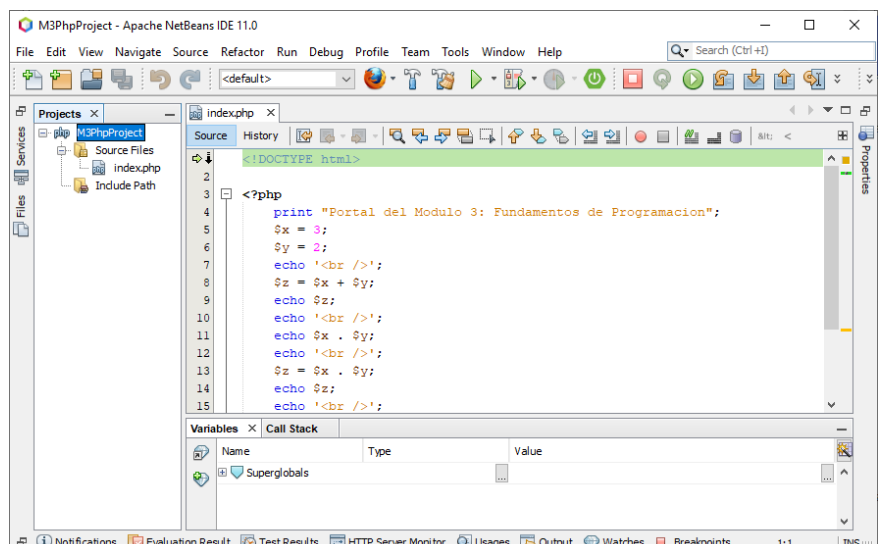 M3PhpProject - Apache NetBeans IDE 11.0
File Edit View Navigate Source Refactor Run Debug Profile Team Tools Window Help
Search (Ctrl+I)
<default>
Projects
index.php
Services
Files
M3PhpProject
Source Files
index.php
Include Path
Source History
&lt; <
Properties
<!DOCTYPE html>
2
3 <?php
4 print "Portal del Modulo 3: Fundamentos de Programacion";
5 $x = 3;
6 $y = 2;
7 echo '<br />';
8 $z = $x + $y;
9 echo $z;
10 echo '<br />';
11 echo $x . $y;
12 echo '<br />';
13 $z = $x . $y;
14 echo $z;
15 echo '<br />';
Variables Call Stack
Name Type Value
Superglobals ... ...
Notifications Evaluation Result Test Results HTTP Server Monitor Usages Output Watches Breakpoints 1:1 INS